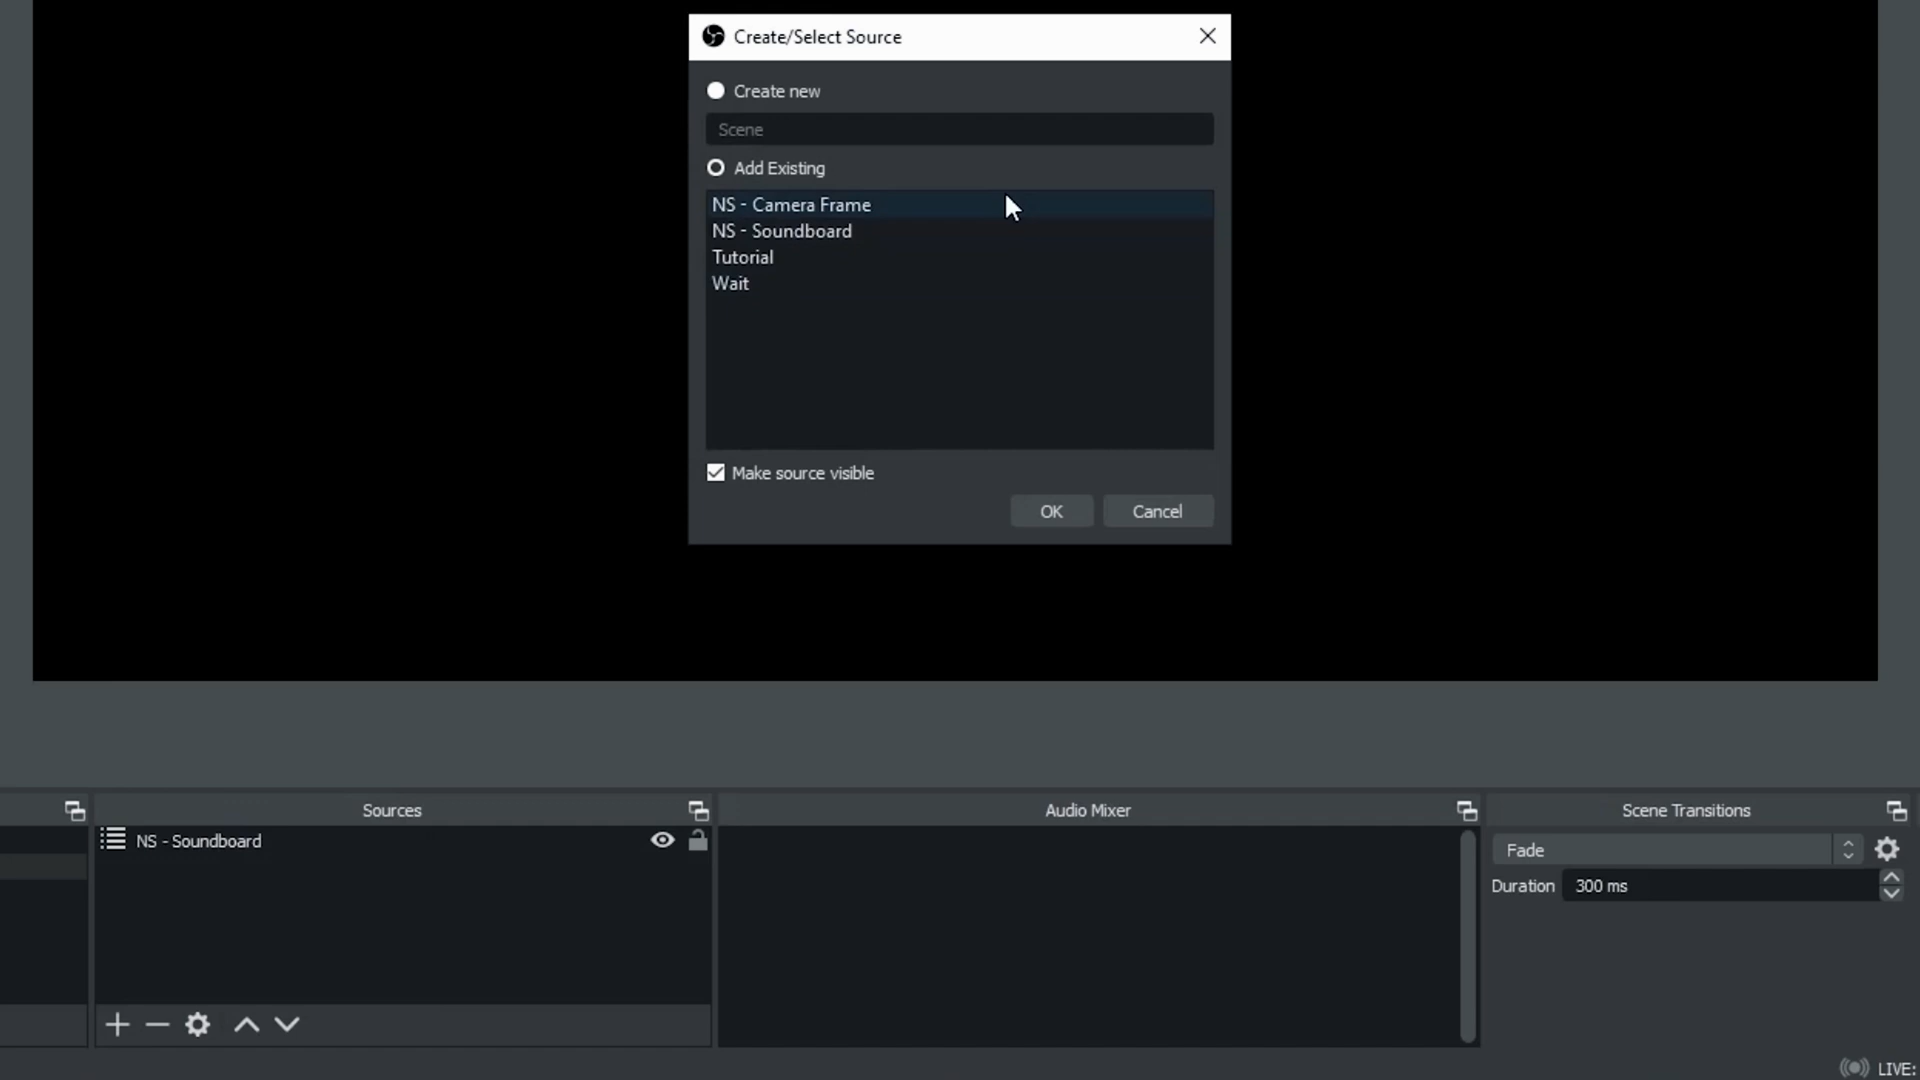 Create/Select Source
Create new
Scene
Add Existing
NS - Camera Frame
NS - Soundboard
Tutorial
Wait
Make source visible
OK
Cancel
Sources
Audio Mixer
Scene Transitions
NS - Soundboard
Fade
Duration
300 ms
LIVE: